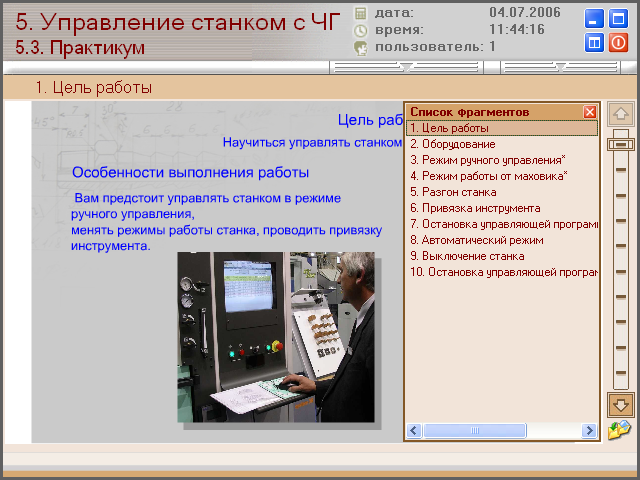 5. Управление станком с ЧГ
5.3. Практикум
дата: 04.07.2006
время: 11:44:16
пользователь: 1
1. Цель работы
Цель раб
Научиться управлять станком
Особенности выполнения работы
Вам предстоит управлять станком в режиме
ручного управления,
менять режимы работы станка, проводить привязку
инструмента.
Список фрагментов
1. Цель работы
2. Оборудование
3. Режим ручного управления*
4. Режим работы от маховика*
5. Разгон станка
6. Привязка инструмента
7. Остановка управляющей програм
8. Автоматический режим
9. Выключение станка
10. Остановка управляющей програм